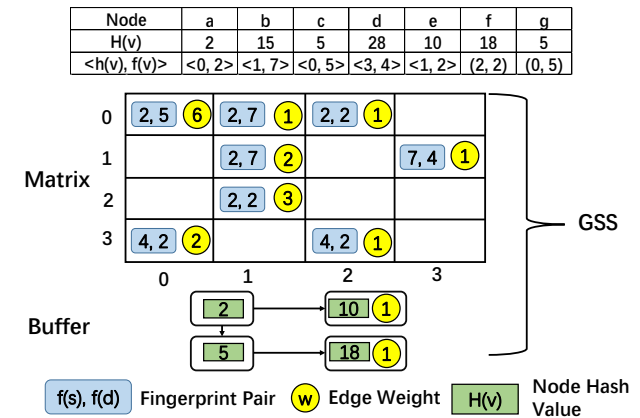 Node a b c d e f g
H(v) 2 15 5 28 10 18 5
<h(v), f(v)> <0, 2> <1, 7> <0, 5> <3, 4> <1, 2> (2, 2) (0, 5)
0 2, 5 6 2, 7 1 2, 2 1
1 2, 7 2 7, 4 1
Matrix
2 2, 2 3
GSS
3 4, 2 2 4, 2 1
0 1 2 3
2 10 1
Buffer
5 18 1
f(s), f(d) Fingerprint Pair w Edge Weight H(v) Node Hash
Value